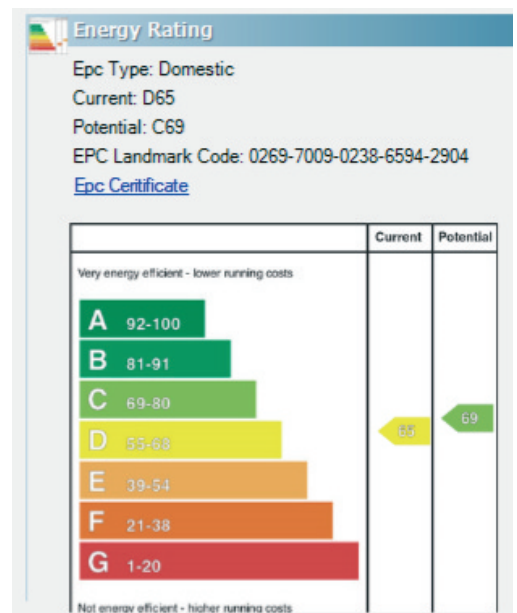 Energy Rating
Epc Type: Domestic
Current: D65
Potential: C69
EPC Landmark Code: 0269-7009-0238-6594-2904
Epc Ceritificate
Current Potential
Very energy efficient - lower running costs
A 92-100
B 81-91
C 69-80
D 55-68
E 39-54
F 21-38
G 1-20
65
69
Not energy efficient - higher running costs